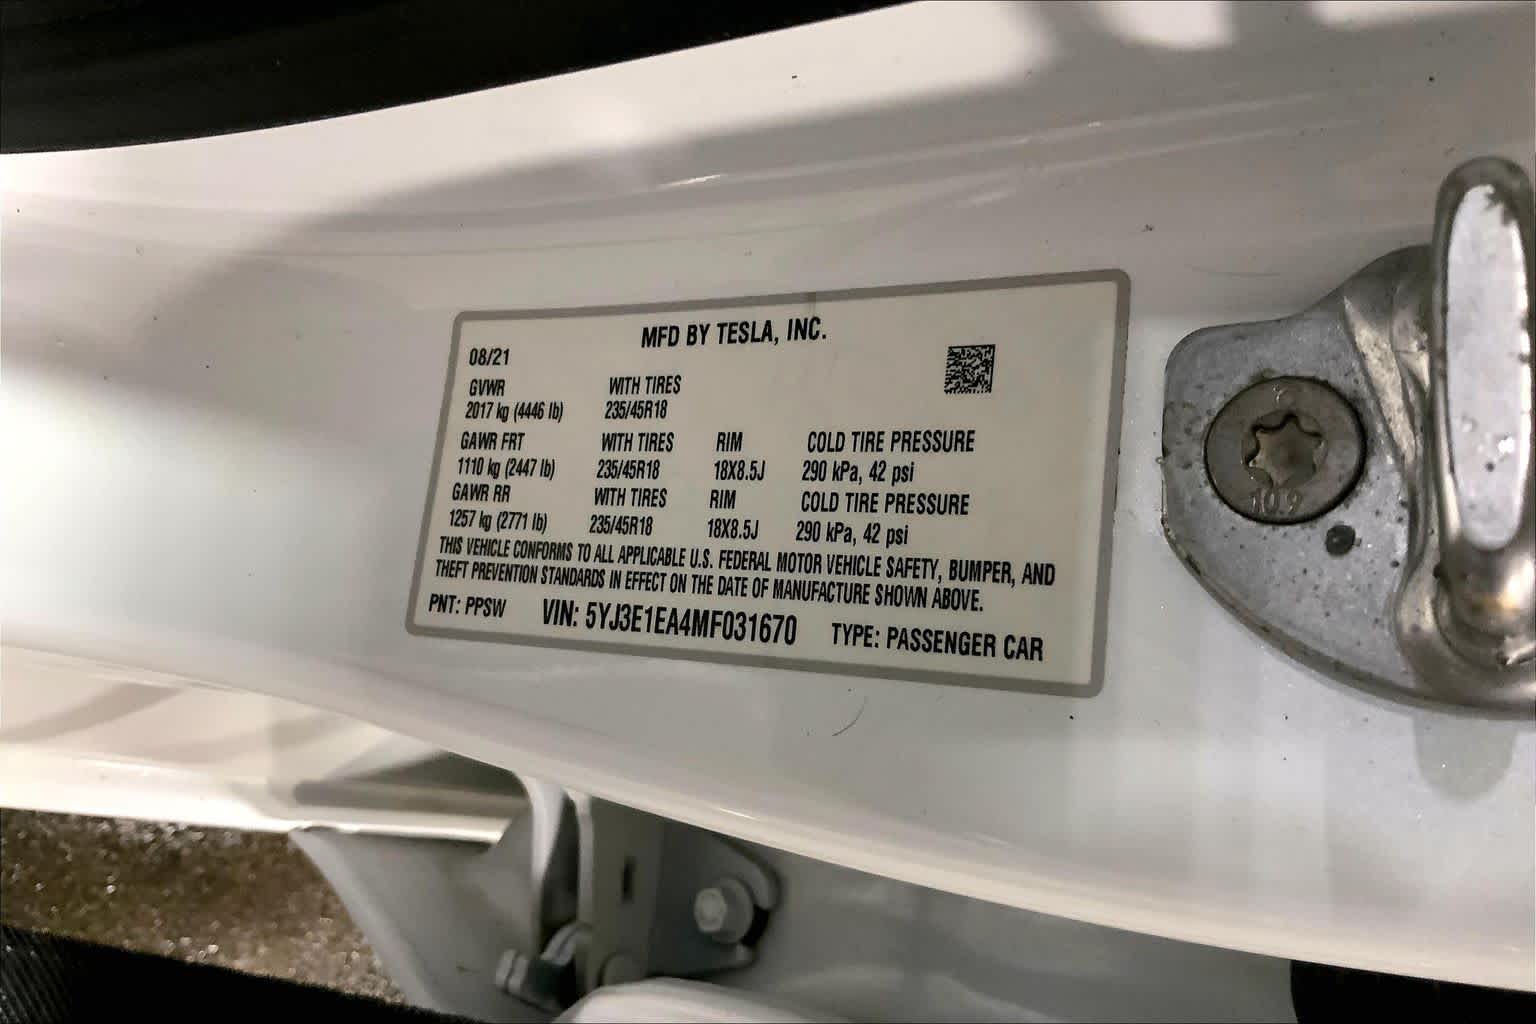 MFD BY TESLA, INC.
08/21
GVWR WITH TIRES
2017 kg (4446 lb) 235/45R18
GAWR FRT WITH TIRES RIM COLD TIRE PRESSURE
1110 kg (2447 lb) 235/45R18 18X8.5J 290 kPa, 42 psi
GAWR RR WITH TIRES RIM COLD TIRE PRESSURE
1257 kg (2771 lb) 235/45R18 18X8.5J 290 kPa, 42 psi
THIS VEHICLE CONFORMS TO ALL APPLICABLE U.S. FEDERAL MOTOR VEHICLE SAFETY, BUMPER, AND
THEFT PREVENTION STANDARDS IN EFFECT ON THE DATE OF MANUFACTURE SHOWN ABOVE.
PNT: PPSW VIN: 5YJ3E1EA4MF031670 TYPE: PASSENGER CAR
10.9